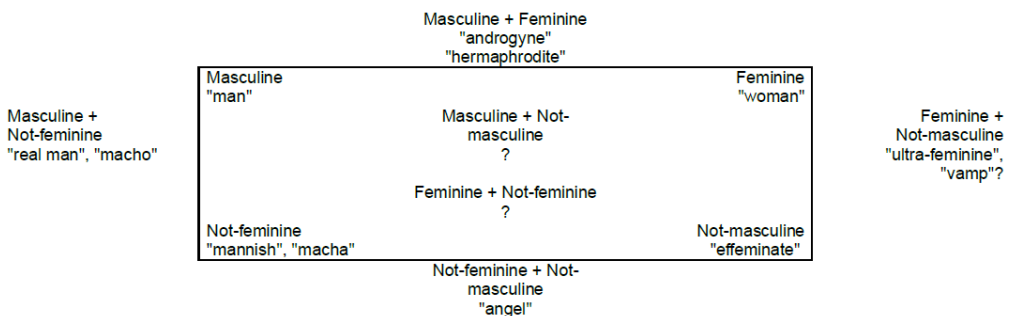 Masculine + Feminine
"androgyne"
"hermaphrodite"
Masculine
"man"
Feminine
"woman"
Masculine +
Not-feminine
"real man", "macho"
Masculine + Not-
masculine
?
Feminine +
Not-masculine
"ultra-feminine",
"vamp"?
Feminine + Not-feminine
?
Not-feminine
"mannish", "macha"
Not-masculine
"effeminate"
Not-feminine + Not-
masculine
"angel"